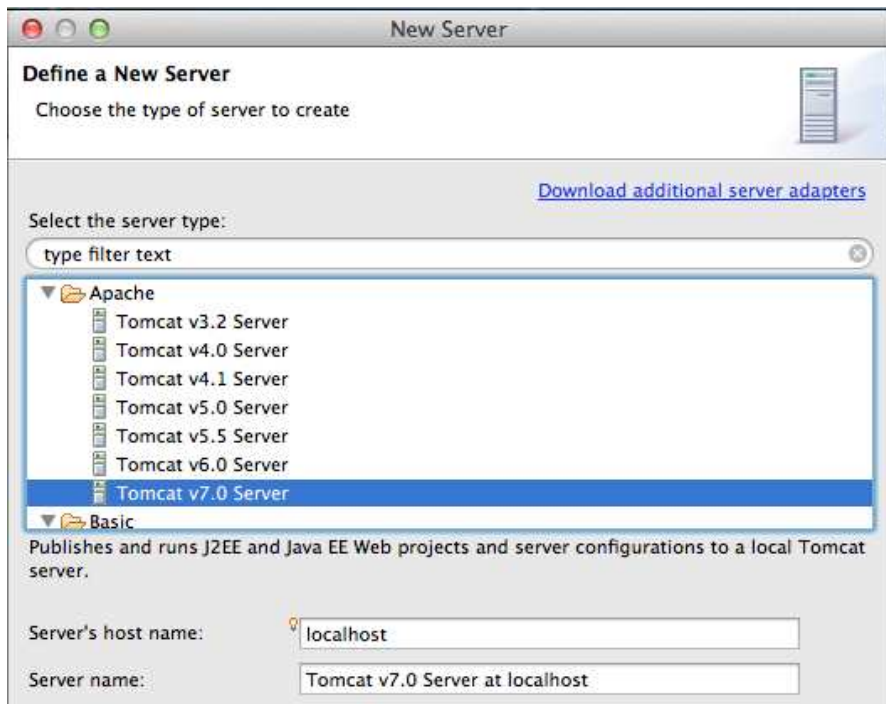 New Server
Define a New Server
Choose the type of server to create
Download additional server adapters
Select the server type:
type filter text
Apache
Tomcat v3.2 Server
Tomcat v4.0 Server
Tomcat v4.1 Server
Tomcat v5.0 Server
Tomcat v5.5 Server
Tomcat v6.0 Server
Tomcat v7.0 Server
Basic
Publishes and runs J2EE and Java EE Web projects and server configurations to a local Tomcat
server.
Server's host name: localhost
Server name: Tomcat v7.0 Server at localhost